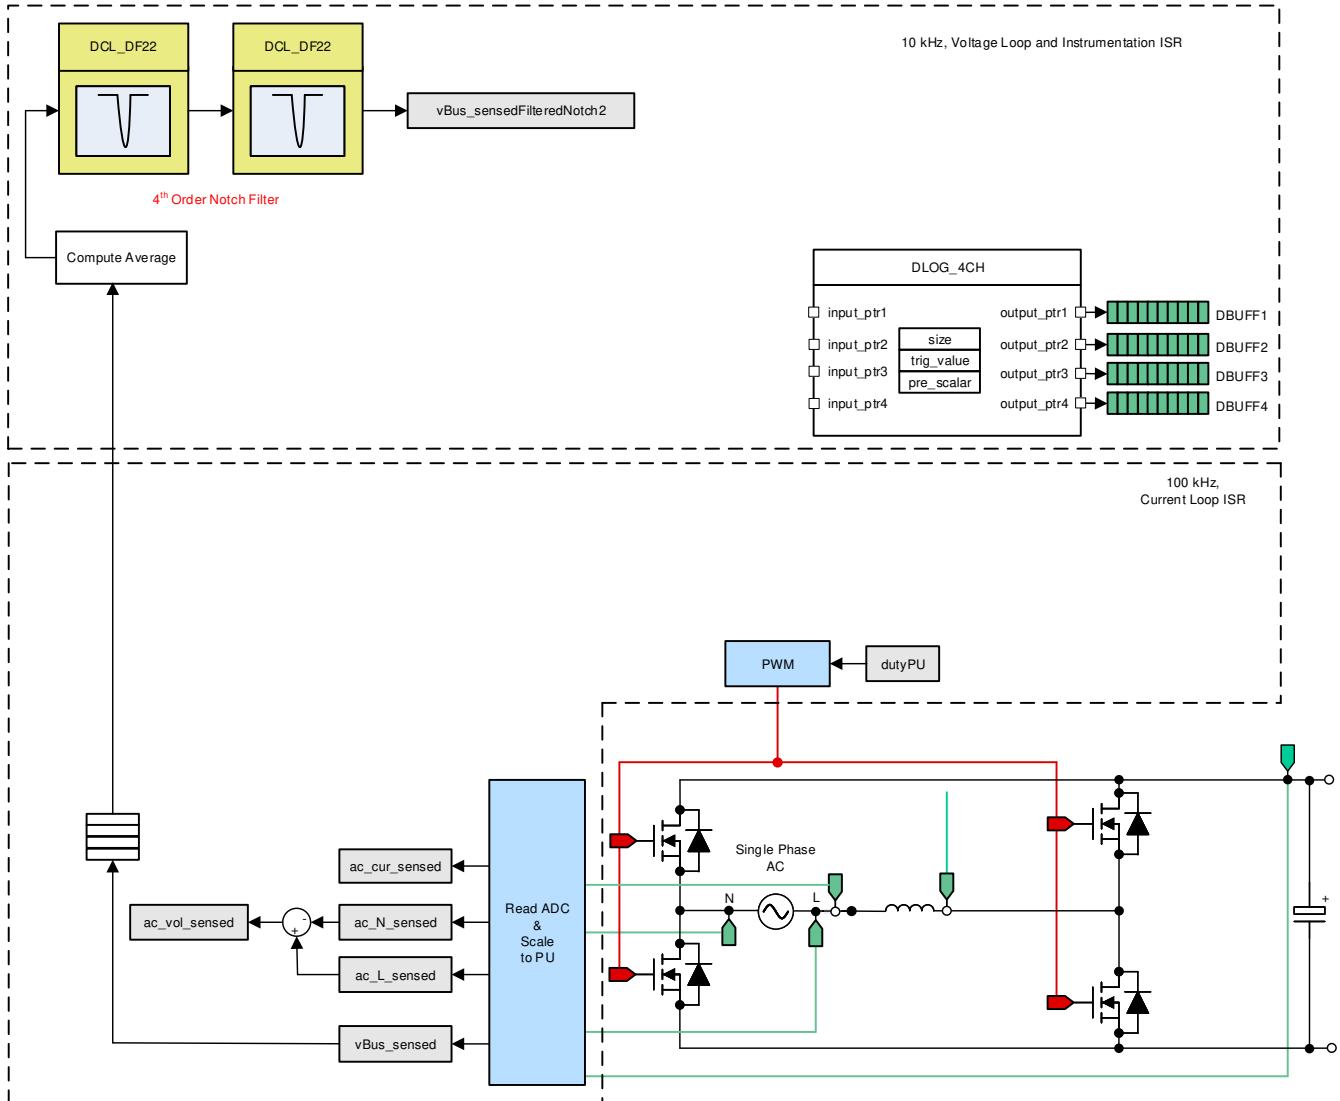 DCL_DF22
DCL_DF22
10 kHz, Voltage Loop and Instrumentation ISR
vBus_sensedFilteredNotch2
4th Order Notch Filter
Compute Average
DLOG_4CH
input_ptr1
input_ptr2
input_ptr3
input_ptr4
size
trig_value
pre_scalar
output_ptr1
output_ptr2
output_ptr3
output_ptr4
DBUFF1
DBUFF2
DBUFF3
DBUFF4
100 kHz,
Current Loop ISR
PWM
dutyPU
Single Phase
AC
N
L
+
ac_cur_sensed
ac_vol_sensed
-
+
ac_N_sensed
ac_L_sensed
vBus_sensed
Read ADC
&
Scale
to PU